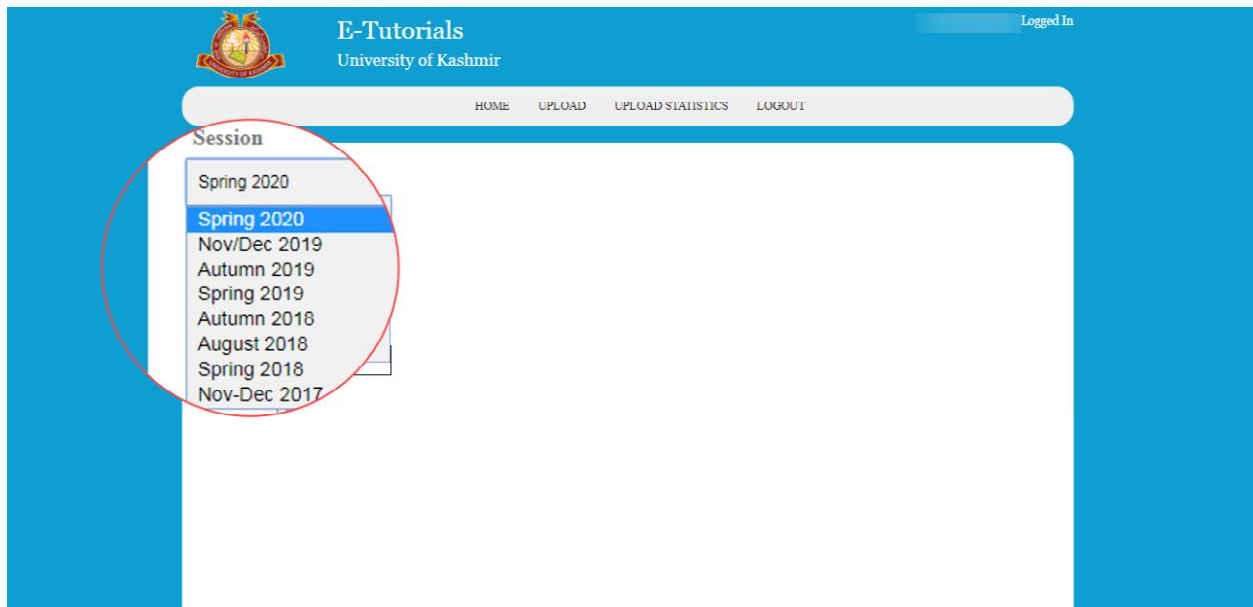 E-Tutorials
University of Kashmir
Logged In
HOME UPLOAD UPLOAD STATISTICS LOGOUT
Session
Spring 2020
Spring 2020
Nov/Dec 2019
Autumn 2019
Spring 2019
Autumn 2018
August 2018
Spring 2018
Nov-Dec 2017